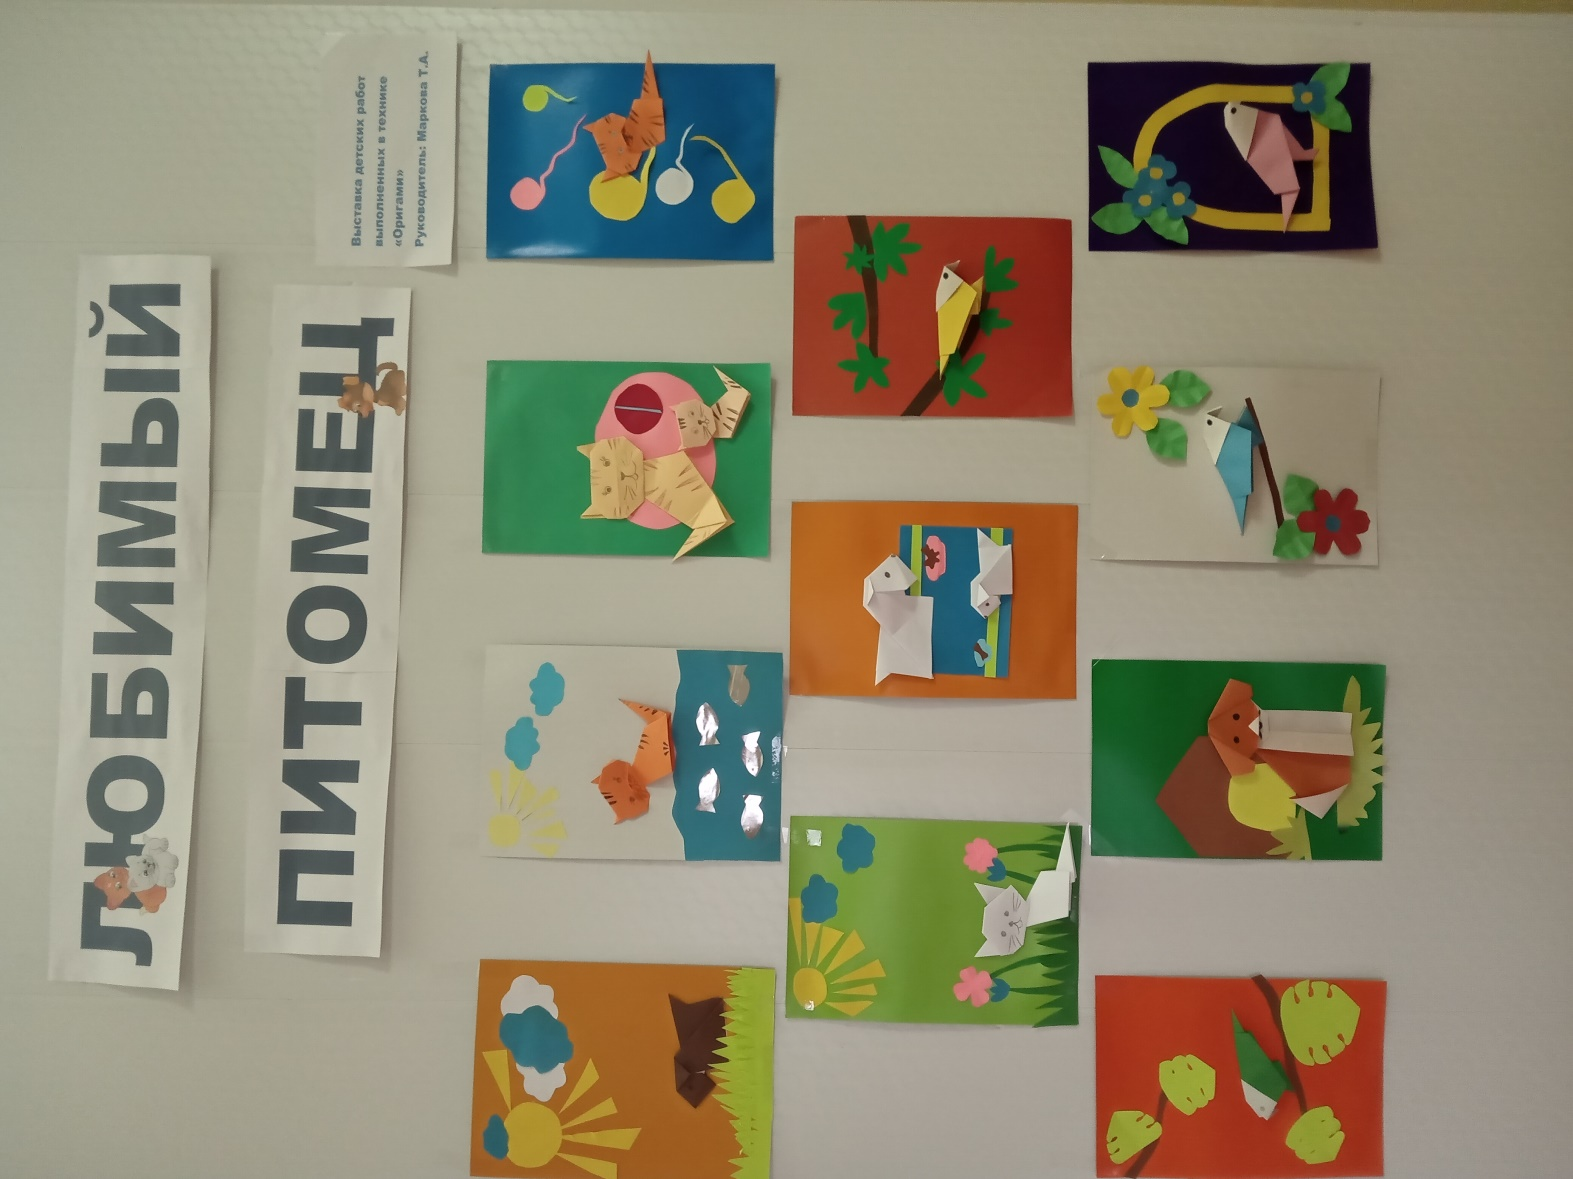 ЛЮБИМЫЙ
ПИТОМЕЦ
Выставка детских работ
выполненных в технике
«Оригами»
Руководитель: Маркова Т.А.